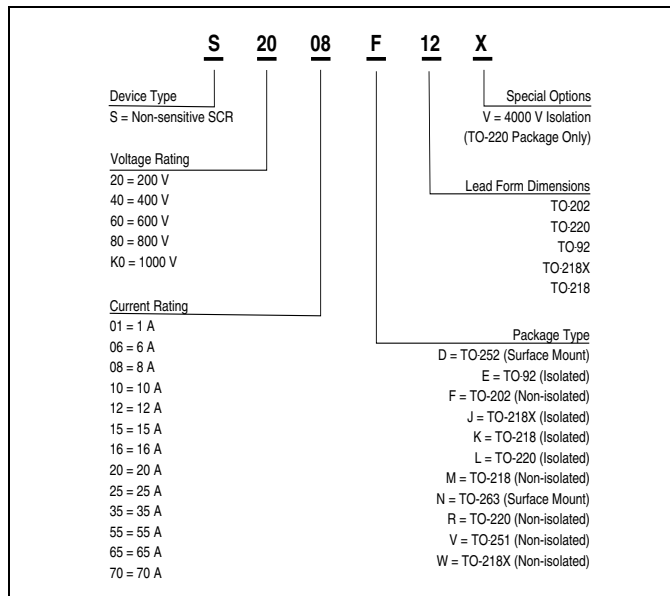 S 20 08 F 12 X
Device Type
S = Non-sensitive SCR
Voltage Rating
20 = 200 V
40 = 400 V
60 = 600 V
80 = 800 V
K0 = 1000 V
Current Rating
01 = 1 A
06 = 6 A
08 = 8 A
10 = 10 A
12 = 12 A
15 = 15 A
16 = 16 A
20 = 20 A
25 = 25 A
35 = 35 A
55 = 55 A
65 = 65 A
70 = 70 A
Special Options
V = 4000 V Isolation
(TO-220 Package Only)
Lead Form Dimensions
TO-202
TO-220
TO-92
TO-218X
TO-218
Package Type
D = TO-252 (Surface Mount)
E = TO-92 (Isolated)
F = TO-202 (Non-isolated)
J = TO-218X (Isolated)
K = TO-218 (Isolated)
L = TO-220 (Isolated)
M = TO-218 (Non-isolated)
N = TO-263 (Surface Mount)
R = TO-220 (Non-isolated)
V = TO-251 (Non-isolated)
W = TO-218X (Non-isolated)